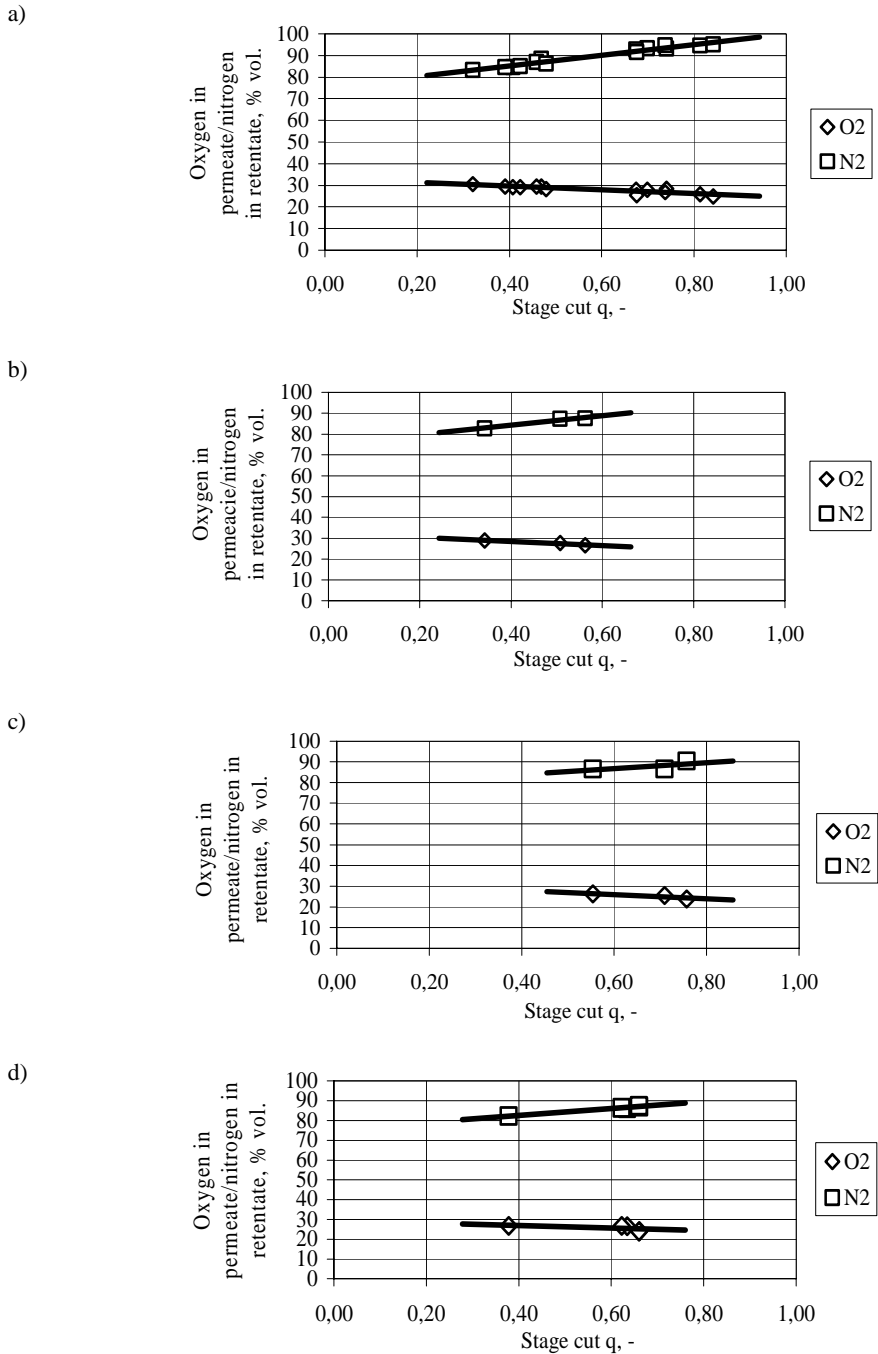 a)
Oxygen in
permeate/nitrogen
in retentate, % vol.
100
90
80
70
60
50
40
30
20
10
0
0,00 0,20 0,40 0,60 0,80 1,00
Stage cut q, -
O2
N2
b)
Oxygen in
permeacie/nitrogen
in retentate, % vol.
100
90
80
70
60
50
40
30
20
10
0
0,00 0,20 0,40 0,60 0,80 1,00
Stage cut q, -
O2
N2
c)
Oxygen in
permeate/nitrogen in
retentate, % vol.
100
90
80
70
60
50
40
30
20
10
0
0,00 0,20 0,40 0,60 0,80 1,00
Stage cut q, -
O2
N2
d)
Oxygen in
permeate/nitrogen in
retentate, % vol.
100
90
80
70
60
50
40
30
20
10
0
0,00 0,20 0,40 0,60 0,80 1,00
Stage cut q, -
O2
N2